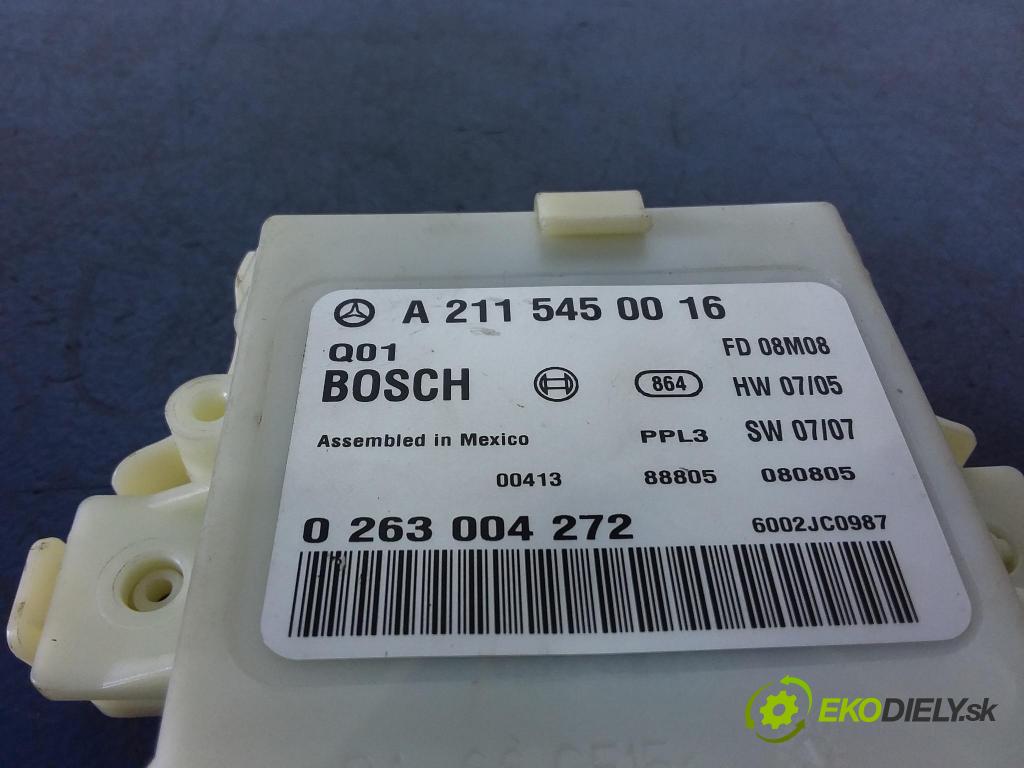 A 211 545 00 16
Q01
FD 08M08
BOSCH
864
HW 07/05
Assembled in Mexico
PPL3
SW 07/07
00413
88805
080805
0 263 004 272
6002JC0987
EKODIELY.sk